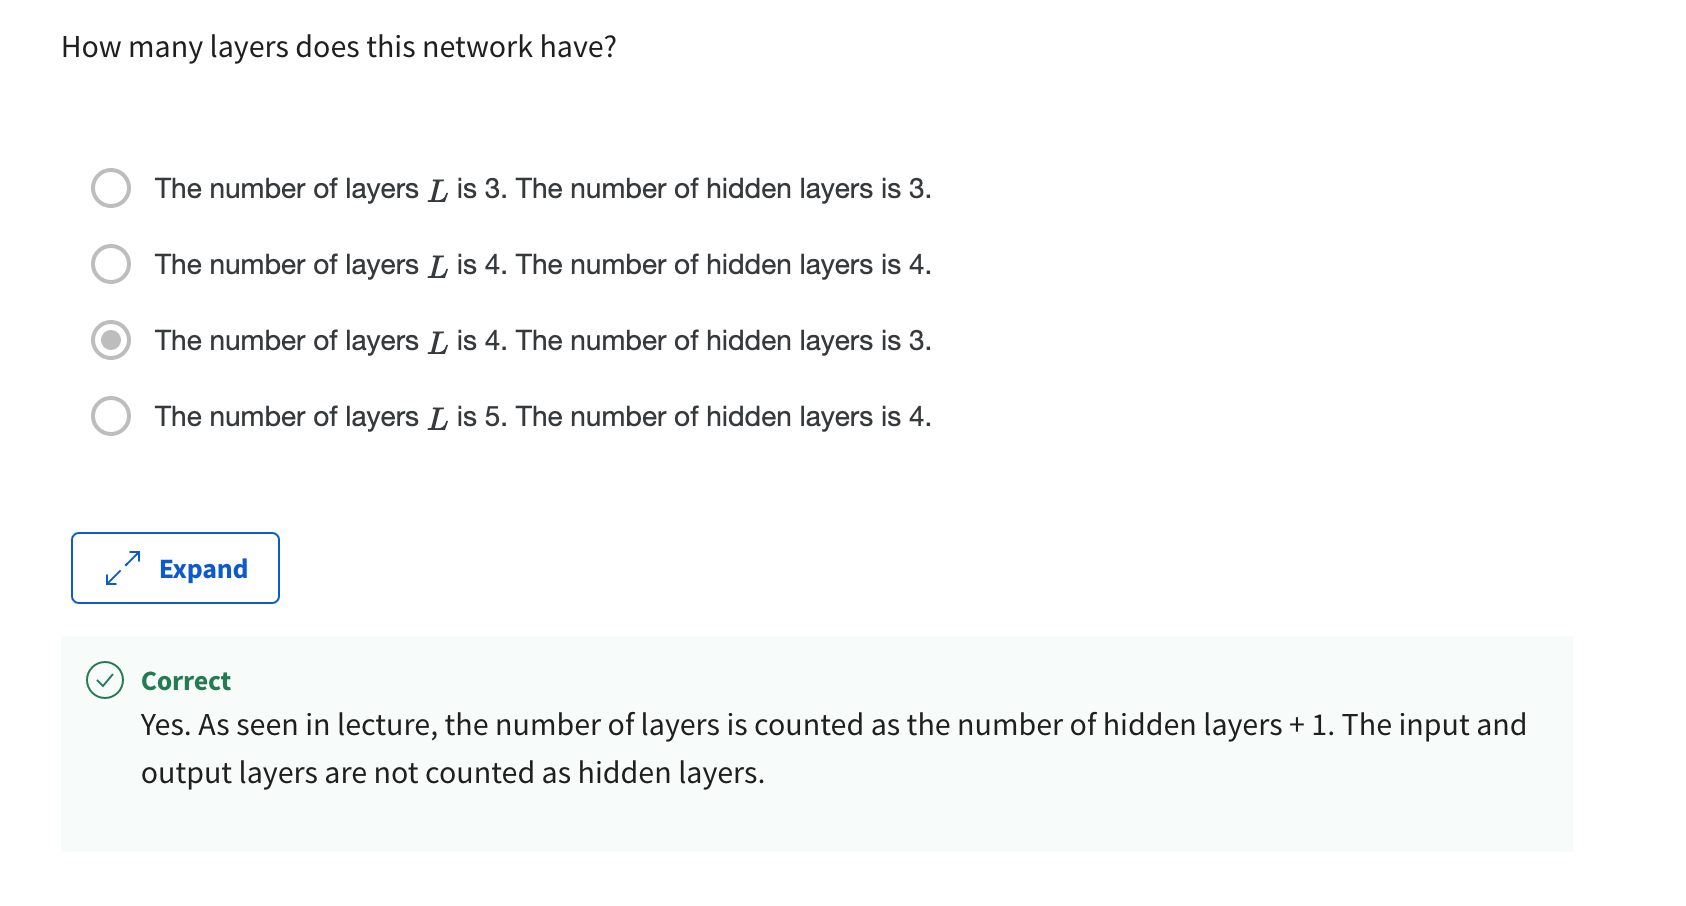 How many layers does this network have?
The number of layers L is 3. The number of hidden layers is 3.
The number of layers L is 4. The number of hidden layers is 4.
The number of layers L is 4. The number of hidden layers is 3.
The number of layers L is 5. The number of hidden layers is 4.
Expand
Correct
Yes. As seen in lecture, the number of layers is counted as the number of hidden layers + 1. The input and
output layers are not counted as hidden layers.